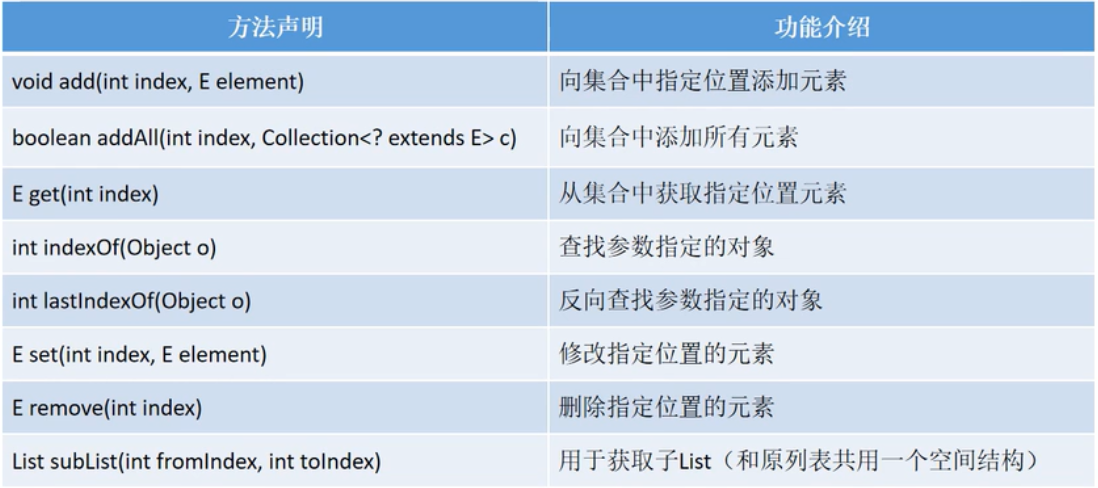 方法声明 功能介绍
void add(int index, E element) 向集合中指定位置添加元素
boolean addAll(int index, Collection<? extends E> c) 向集合中添加所有元素
E get(int index) 从集合中获取指定位置元素
int indexOf(Object o) 查找参数指定的对象
int lastIndexOf(Object o) 反向查找参数指定的对象
E set(int index, E element) 修改指定位置的元素
E remove(int index) 删除指定位置的元素
List subList(int fromIndex, int toIndex) 用于获取子List（和原列表共用一个空间结构）